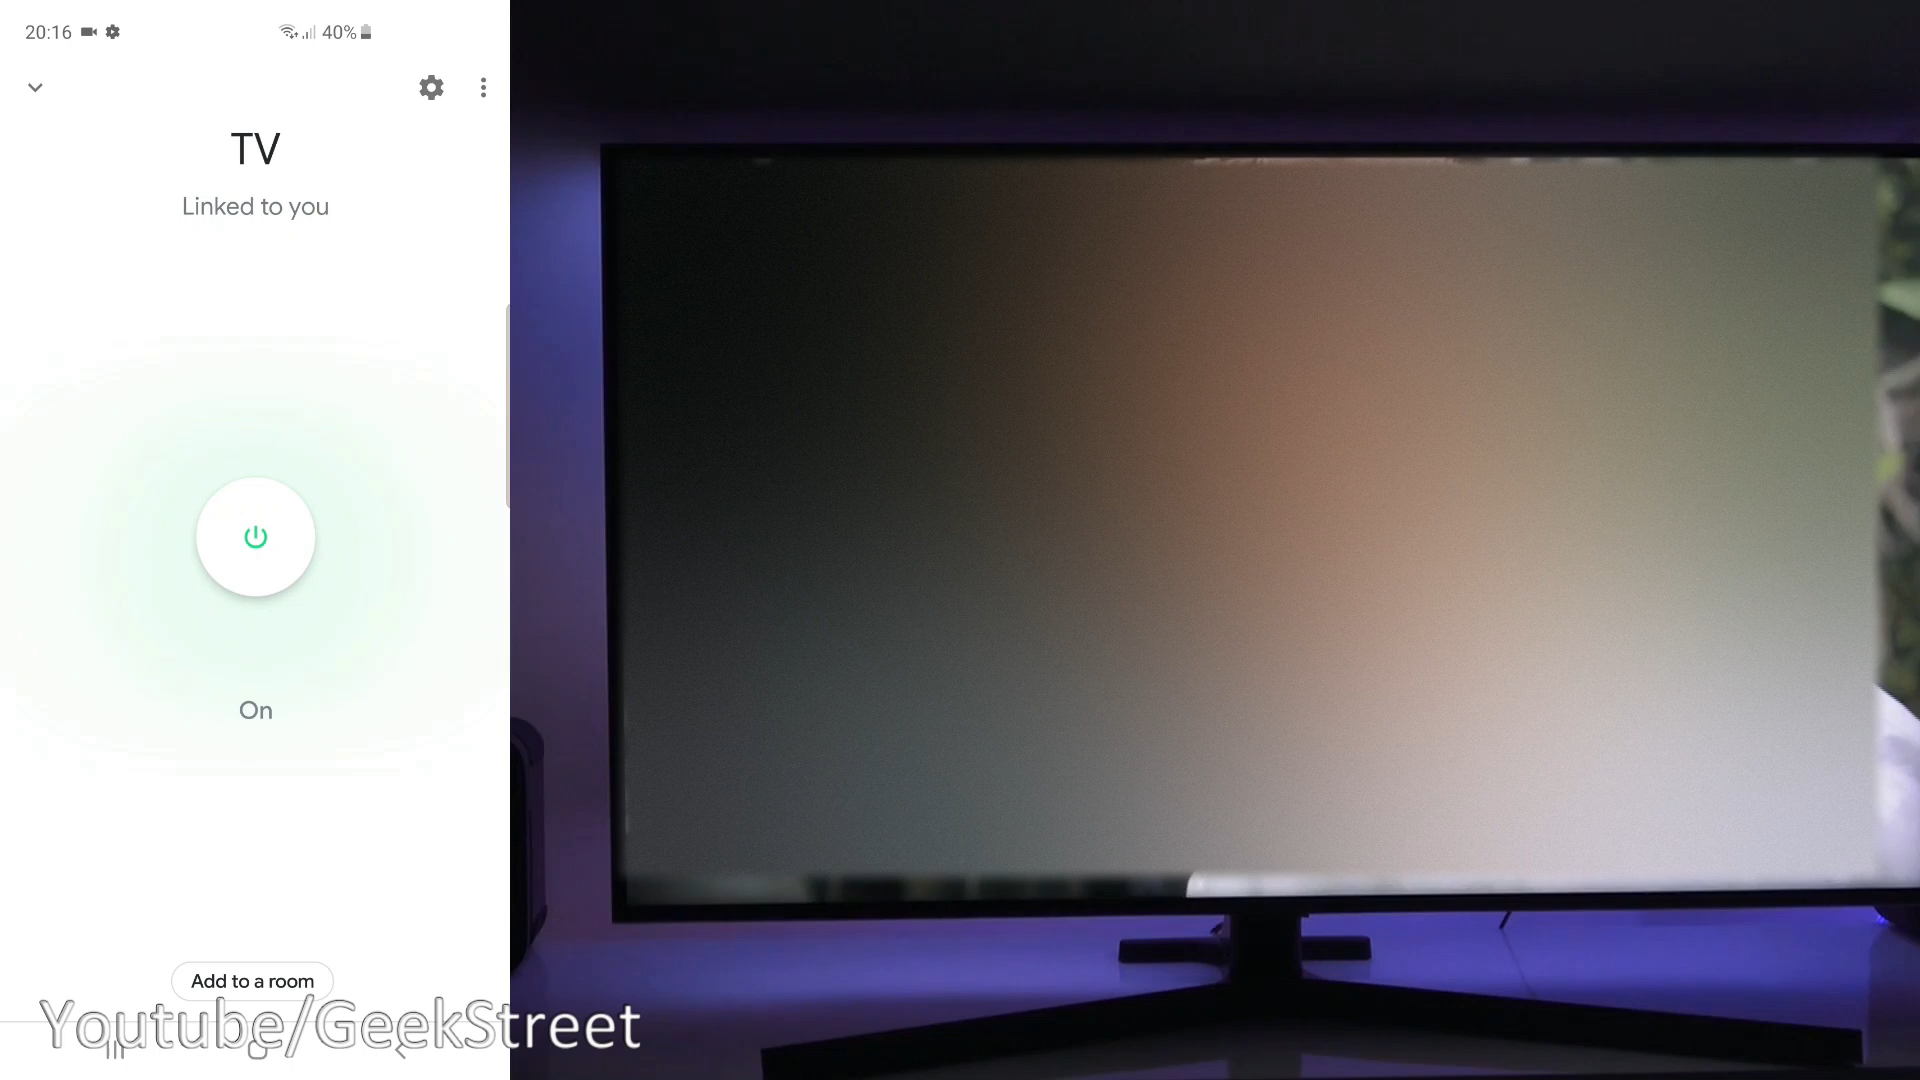 20:16
40%
TV
Linked to you
On
Add to a room
Youtube/GeekStreet